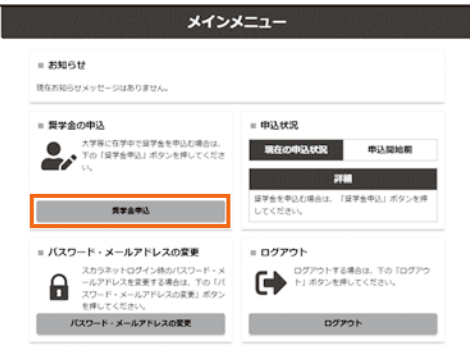 メインメニュー
お知らせ
現在お知らせメッセージはありません。
奨学金の申込
大学等に在学中で奨学金を申込む場合は、
下の「奨学金申込」ボタンを押してくださ
い。
奨学金申込
申込状況
現在の申込状況 申込開始前
詳細
奨学金を申込む場合は、「奨学金申込」ボタンを押
してください。
パスワード・メールアドレスの変更
スカラネットログイン時のパスワード・メ
ールアドレスを変更する場合は、下の「パ
スワード・メールアドレスの変更」ボタン
を押してください。
パスワード・メールアドレスの変更
ログアウト
ログアウトする場合は、下の「ログアウ
ト」ボタンを押してください。
ログアウト